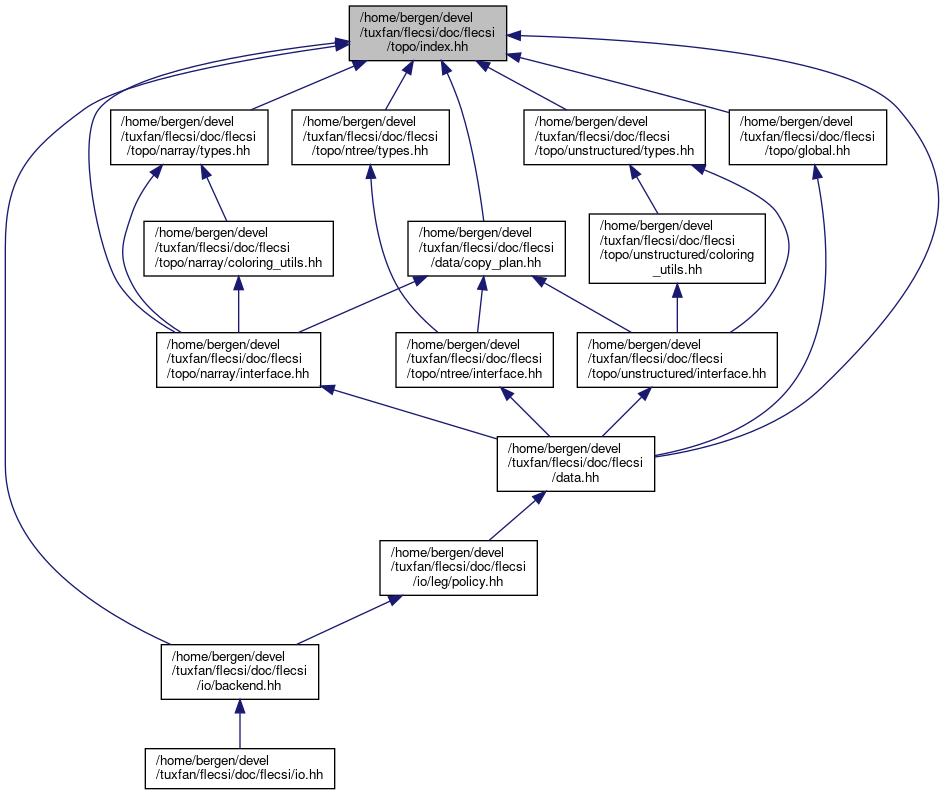 /home/bergen/devel
/tuxfan/flecsi/doc/flecsi
/topo/index.hh
/home/bergen/devel
/tuxfan/flecsi/doc/flecsi
/topo/narray/types.hh
/home/bergen/devel
/tuxfan/flecsi/doc/flecsi
/topo/ntree/types.hh
/home/bergen/devel
/tuxfan/flecsi/doc/flecsi
/topo/unstructured/types.hh
/home/bergen/devel
/tuxfan/flecsi/doc/flecsi
/topo/global.hh
/home/bergen/devel
/tuxfan/flecsi/doc/flecsi
/topo/narray/coloring_utils.hh
/home/bergen/devel
/tuxfan/flecsi/doc/flecsi
/data/copy_plan.hh
/home/bergen/devel
/tuxfan/flecsi/doc/flecsi
/topo/unstructured/coloring
_utils.hh
/home/bergen/devel
/tuxfan/flecsi/doc/flecsi
/topo/narray/interface.hh
/home/bergen/devel
/tuxfan/flecsi/doc/flecsi
/topo/ntree/interface.hh
/home/bergen/devel
/tuxfan/flecsi/doc/flecsi
/topo/unstructured/interface.hh
/home/bergen/devel
/tuxfan/flecsi/doc/flecsi
/data.hh
/home/bergen/devel
/tuxfan/flecsi/doc/flecsi
/io/leg/policy.hh
/home/bergen/devel
/tuxfan/flecsi/doc/flecsi
/io/backend.hh
/home/bergen/devel
/tuxfan/flecsi/doc/flecsi/io.hh